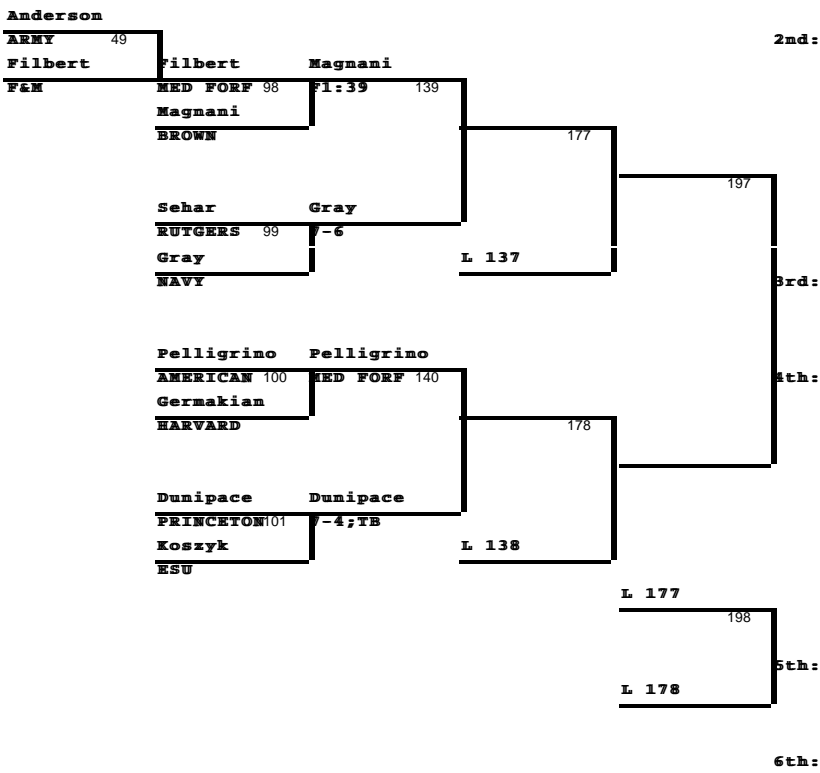 Anderson
ARMY 49 2nd:
Filbert Filbert Magnani
F&M MED FORF 98 F1:39 139
Magnani
BROWN 177
197
Sehar Gray
RUTGERS 99 7-6
Gray L 137
NAVY 3rd:
Pelligrino Pelligrino
AMERICAN 100 MED FORF 140 4th:
Germakian
HARVARD 178
Dunipace Dunipace
PRINCETON 101 7-4;TB
Koszyk L 138
ESU
L 177
198
5th:
L 178
6th: